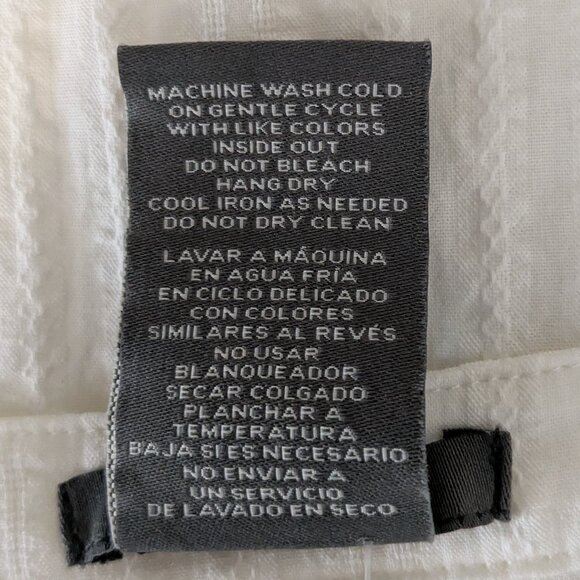 MACHINE WASH COLD
ON GENTLE CYCLE
WITH LIKE COLORS
INSIDE OUT
DO NOT BLEACH
HANG DRY
COOL IRON AS NEEDED
DO NOT DRY CLEAN
LAVAR A MÁQUINA
EN AGUA FRÍA
EN CICLO DELICADO
CON COLORES
SIMILARES AL REVÉS
NO USAR
BLANQUEADOR
SECAR COLGADO
PLANCHAR A
TEMPERATURA
BAJA SI ES NECESARIO
NO ENVIAR A
UN SERVICIO
DE LAVADO EN SECO